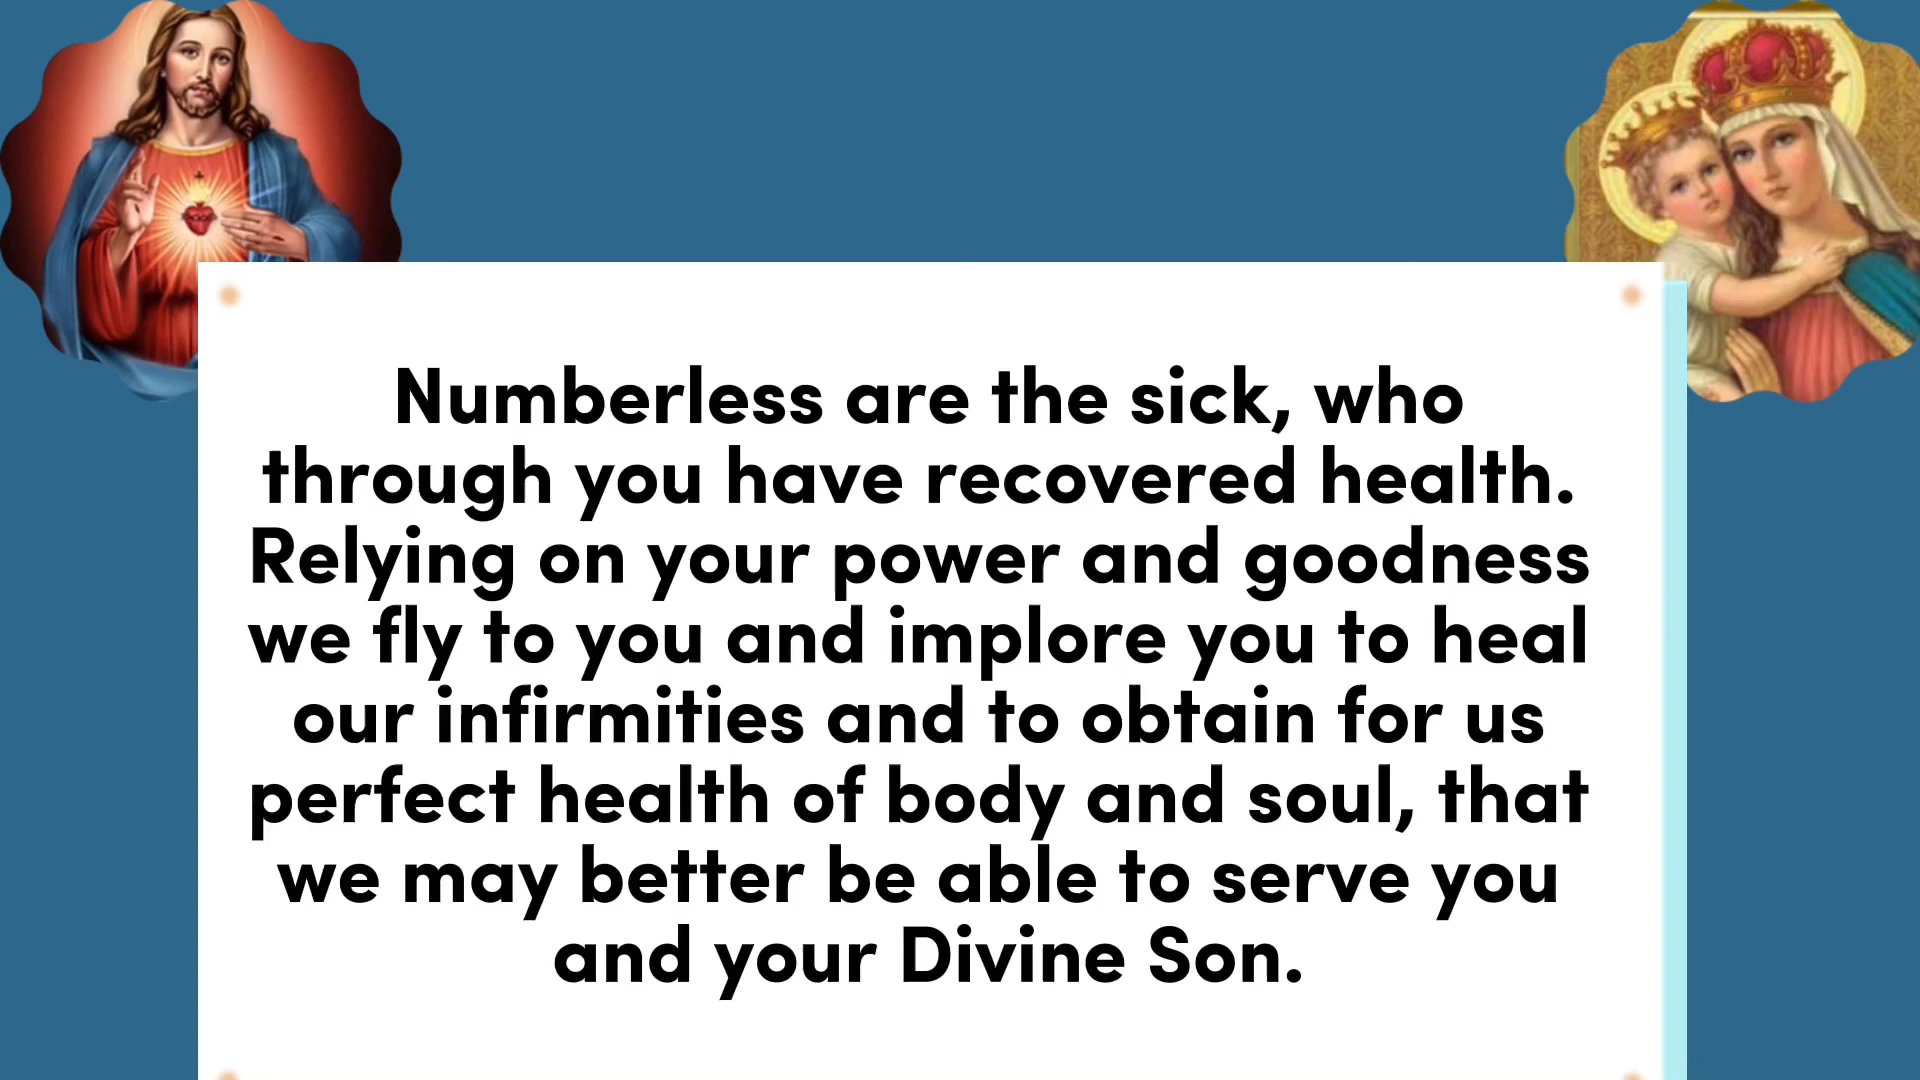 Numberless are the sick, who
through you have recovered health.
Relying on your power and goodness
we fly to you and implore you to heal
our infirmities and to obtain for us
perfect health of body and soul, that
we may better be able to serve you
and your Divine Son.